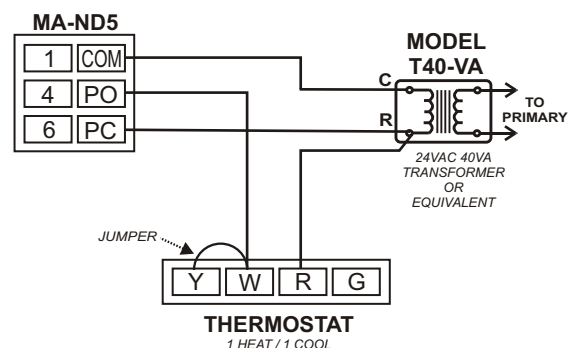 MA-ND5
1 COM
4 PO
6 PC
MODEL
T40-VA
C
R
TO
PRIMARY
24VAC 40VA
TRANSFORMER
OR
EQUIVALENT
JUMPER
Y W R G
THERMOSTAT
1 HEAT / 1 COOL